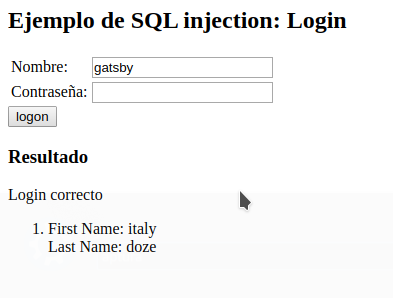 Ejemplo de SQL injection: Login
Nombre: gatsby
Contraseña:
logon
Resultado
Login correcto
1. First Name: italy
Last Name: doze